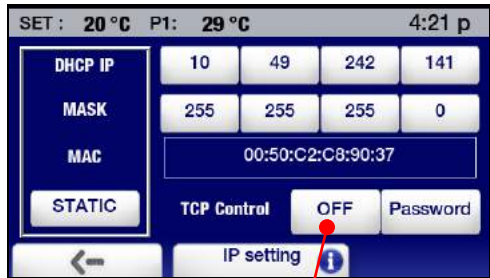 SET : 20 °C P1: 29 °C 4:21 p
DHCP IP 10 49 242 141
MASK 255 255 255 0
MAC 00:50:C2:C8:90:37
STATIC TCP Control OFF Password
IP setting i